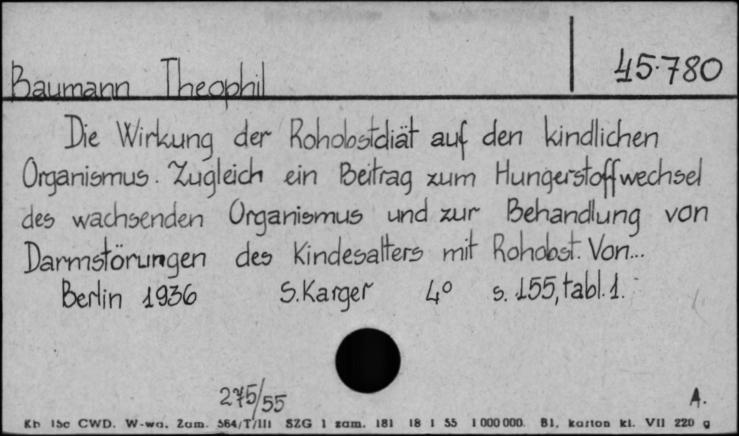 Baumann Theophil
45.780
Die Wirkung der Rohobstdiät auf den kindlichen
Organismus. Zugleich ein Beitrag zum Hungerstoffwechsel
des wachsenden Organismus und zur Behandlung von
Darmstörungen des Kindesalters mit Rohobst. Von...
Berlin 1936 S. Karger 4° s. 155, tabl. 1.
275/55
A.
Kb 15c CWD. W-wa. Zam. 564/T/III SZG 1 zam. 181 18 I 55 1 000 000. Bl. karton kl. VII 220 g